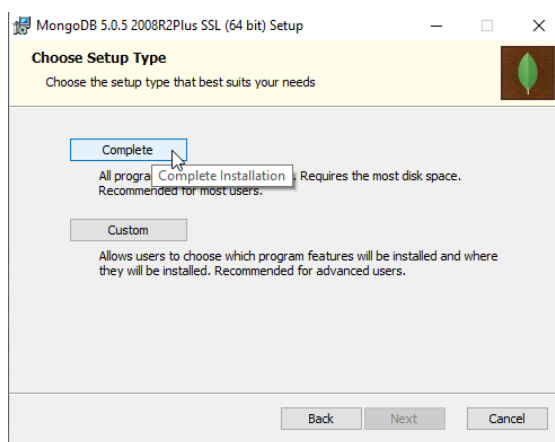 MongoDB 5.0.5 2008R2Plus SSL (64 bit) Setup
Choose Setup Type
Choose the setup type that best suits your needs
Complete
All progra Complete Installation . Requires the most disk space.
Recommended for most users.
Custom
Allows users to choose which program features will be installed and where
they will be installed. Recommended for advanced users.
Back Next Cancel